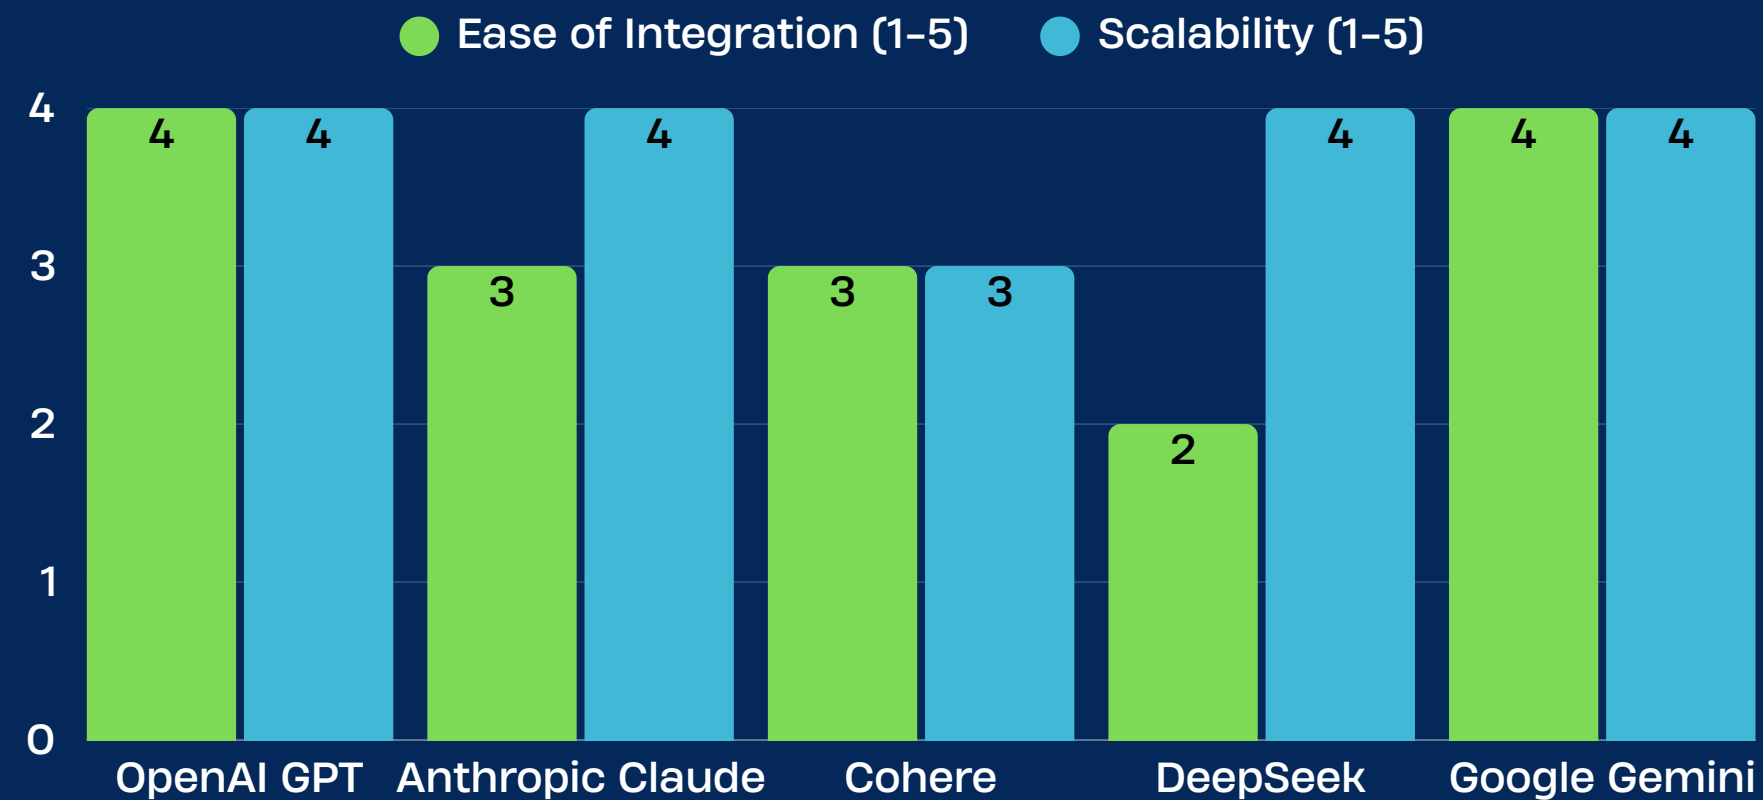 Ease of Integration (1-5) Scalability (1-5)
4
4 4 4 4 4 4
3
3 3 3
2
2
1
0
OpenAI GPT Anthropic Claude Cohere DeepSeek Google Gemini